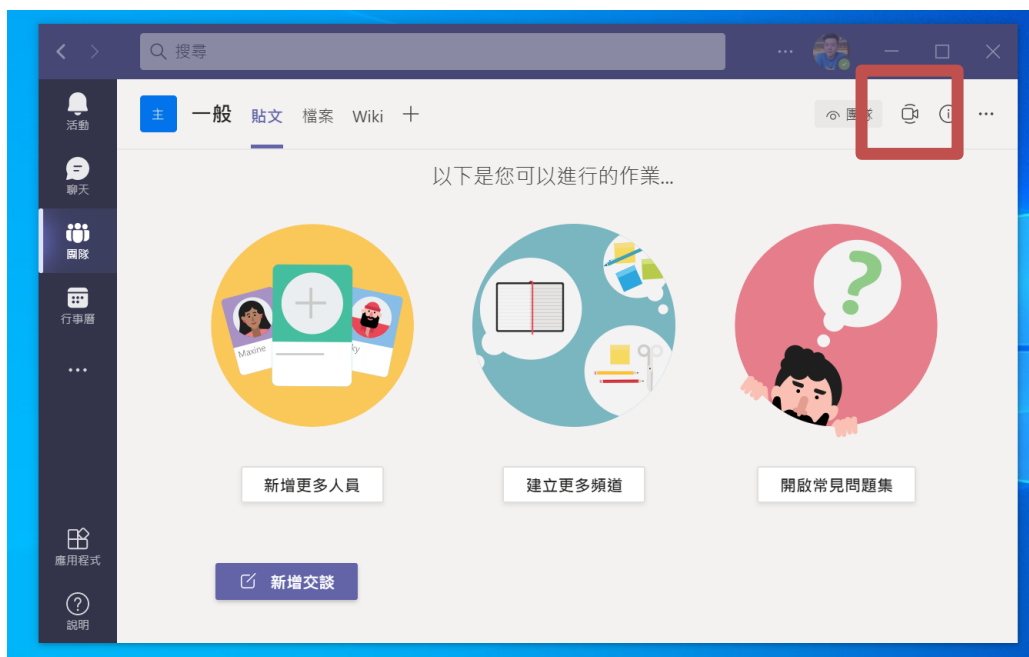 搜尋
活動
聊天
團隊
行事曆
應用程式
說明
主
一般 貼文 檔案 Wiki
團隊
以下是您可以進行的作業...
Maxine
ky
新增更多人員
建立更多頻道
開啟常見問題集
新增交談